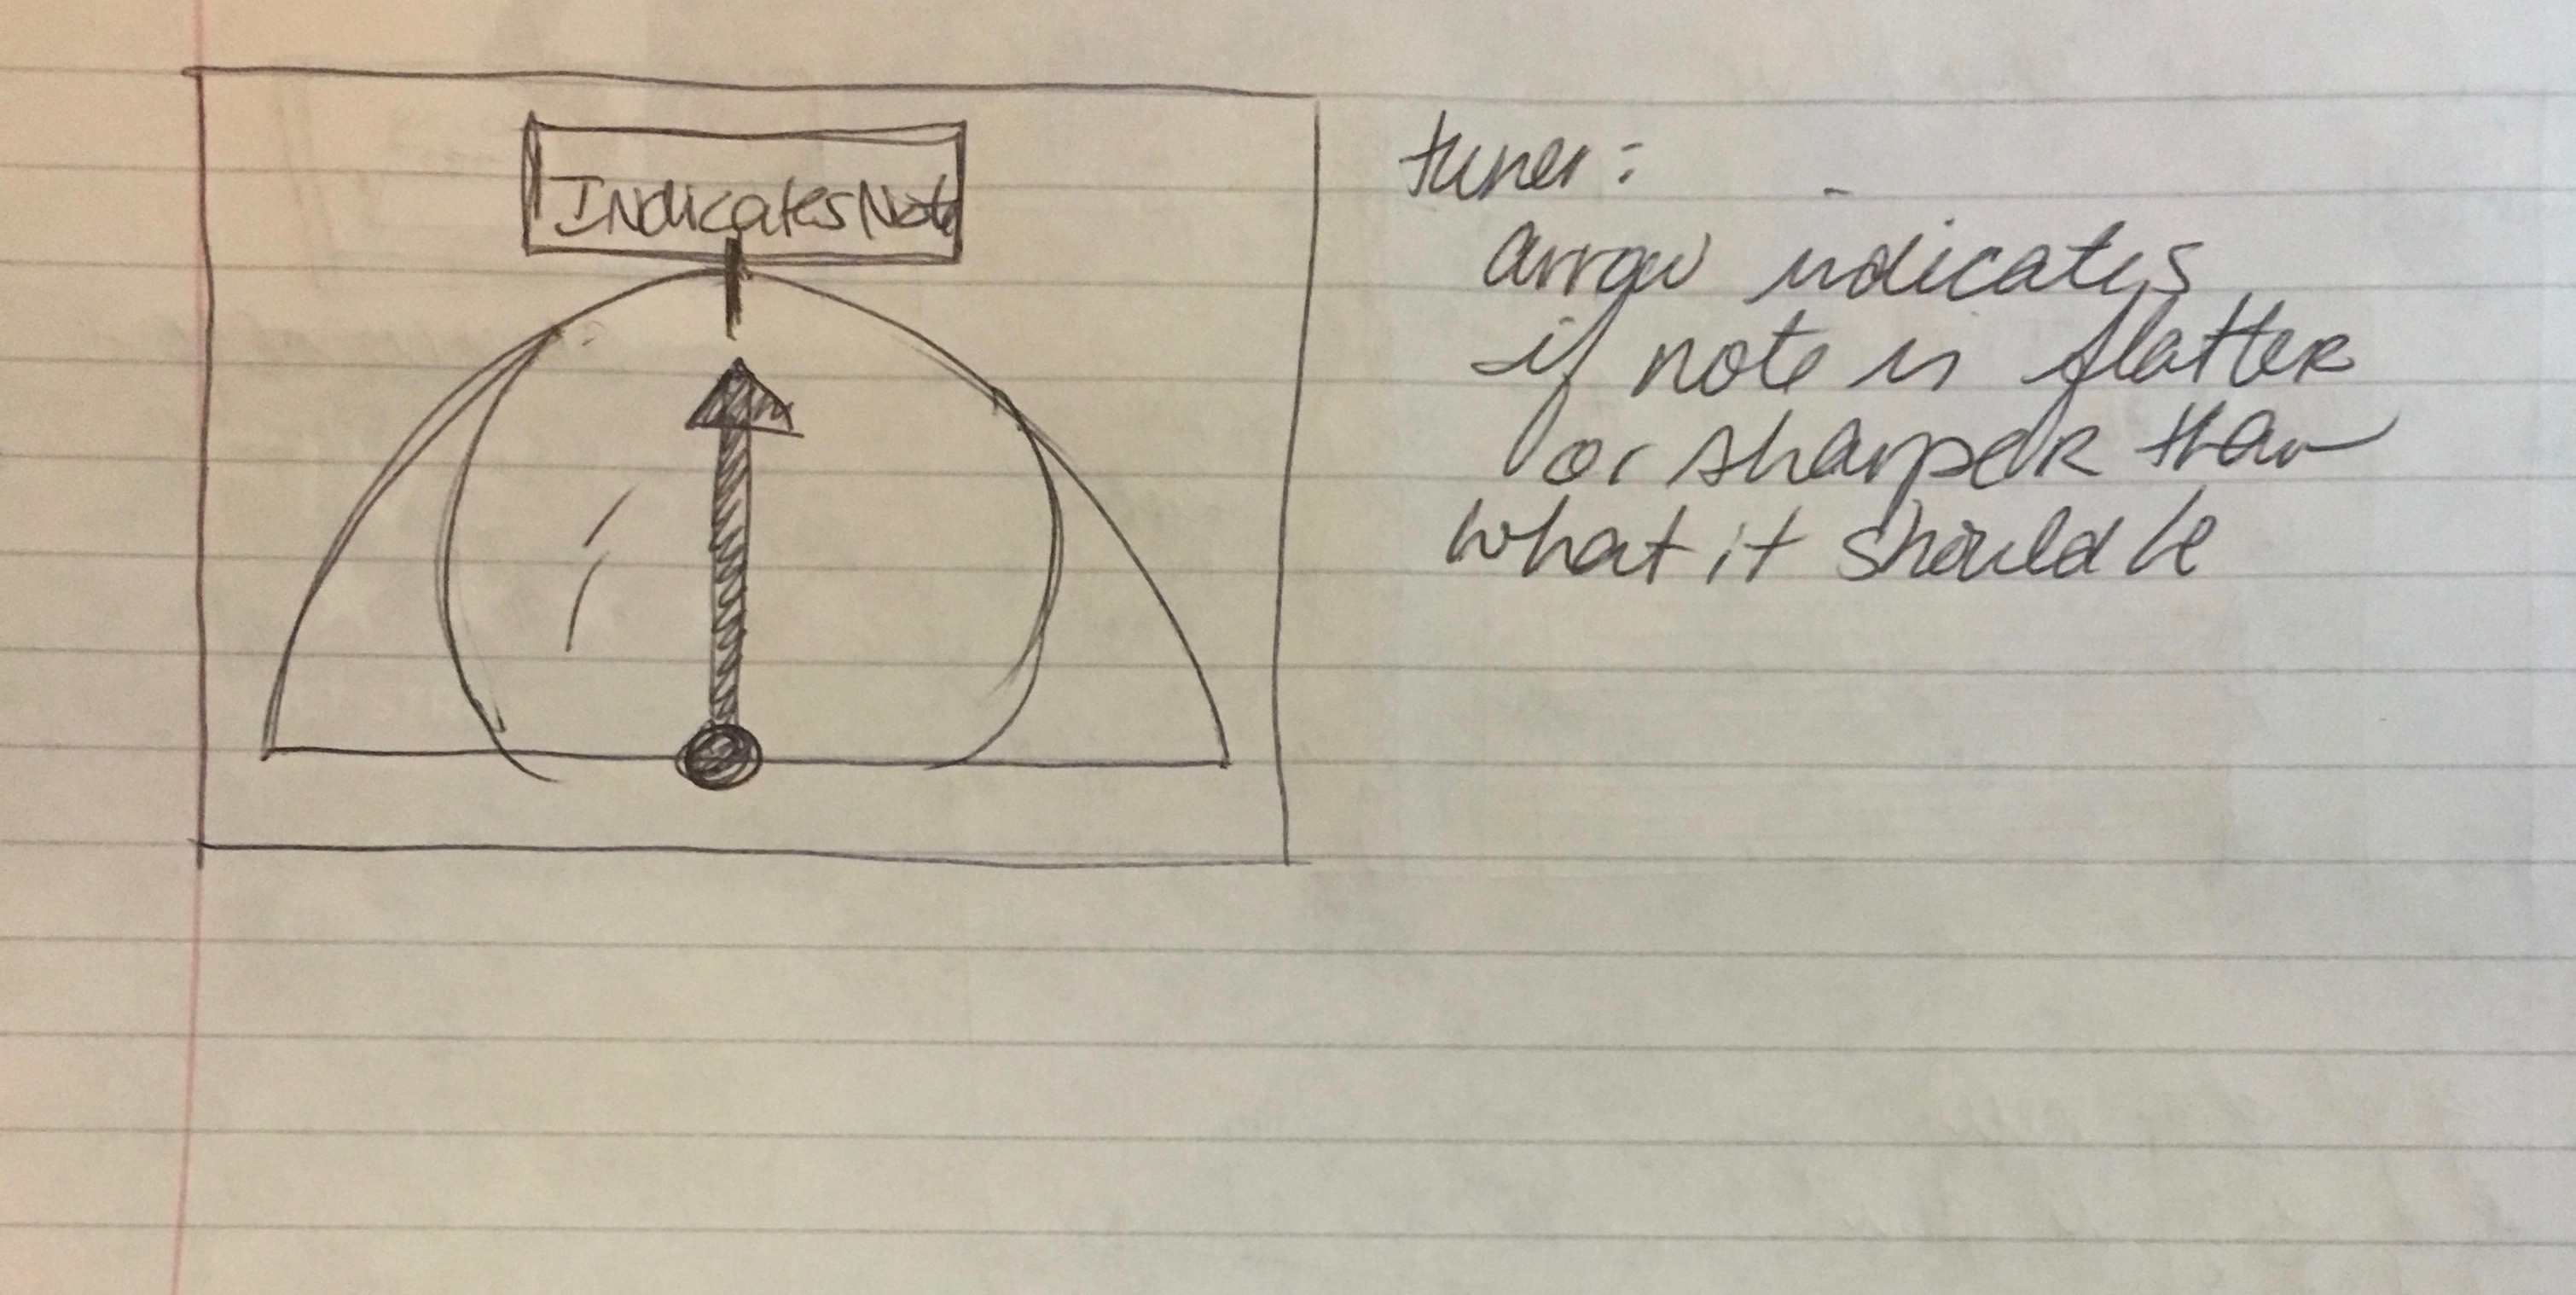 Indicates Note
tuner:
arrow indicates
if note is flatter
or sharper than
what it should be